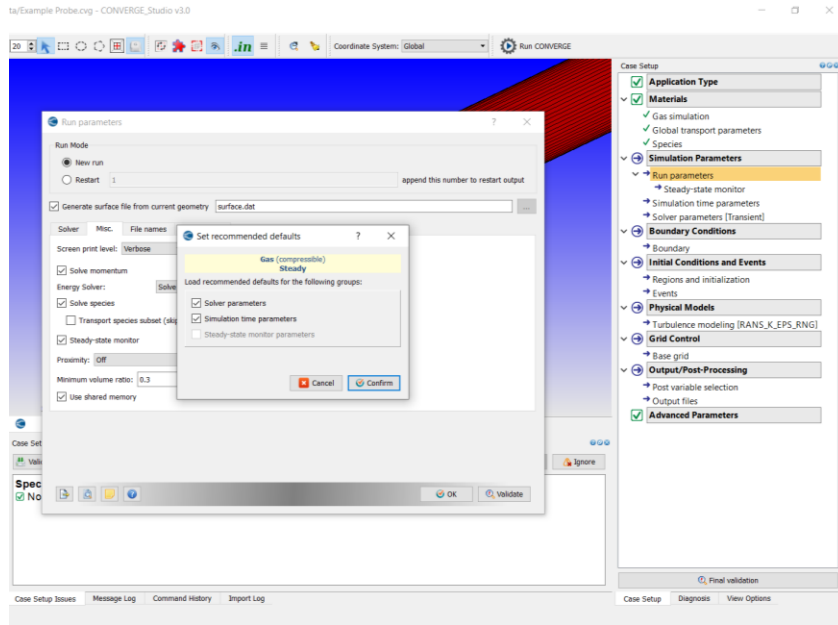 ta/Example Probe.cvg - CONVERGE_Studio v3.0
20 .in Coordinate System: Global Run CONVERGE
Case Setup
Application Type
Materials
Gas simulation
Global transport parameters
Species
Simulation Parameters
Run parameters
Steady-state monitor
Simulation time parameters
Solver parameters [Transient]
Boundary Conditions
Boundary
Initial Conditions and Events
Regions and initialization
Events
Physical Models
Turbulence modeling [RANS_K_EPS_RNG]
Grid Control
Base grid
Output/Post-Processing
Post variable selection
Output files
Advanced Parameters
Final validation
Case Setup Diagnosis View Options
Run parameters
Run Mode
New run
Restart 1 append this number to restart output
Generate surface file from current geometry surface.dat ...
Solver Misc. File names
Screen print level: Verbose
Solve momentum
Energy Solver: Solve
Solve species
Transport species subset (skip
Steady-state monitor
Proximity: Off
Minimum volume ratio: 0.3
Use shared memory
OK Validate
Set recommended defaults
Gas (compressible)
Steady
Load recommended defaults for the following groups:
Solver parameters
Simulation time parameters
Steady-state monitor parameters
Cancel Confirm
Case Set
Vali
Ignore
Spec
No
Case Setup Issues Message Log Command History Import Log